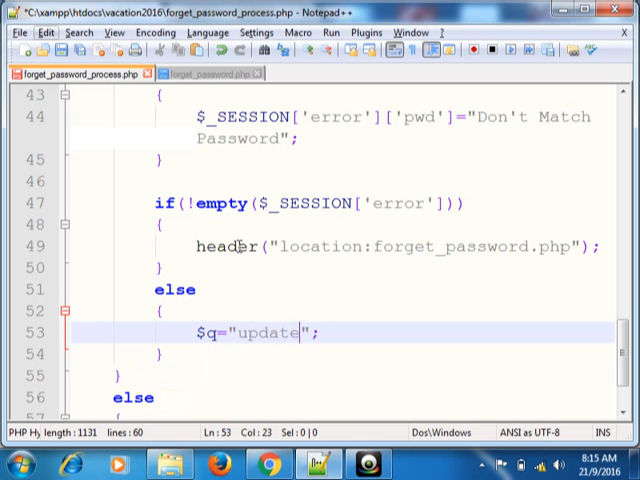 *C:\xampp\htdocs\vacation2016\forget_password_process.php - Notepad++
File Edit Search View Encoding Language Settings Macro Run Plugins Window ? X
forget_password_process.php forget_password.php
43 {
44 $_SESSION['error']['pwd']="Don't Match
Password";
45 }
46
47 if(!empty($_SESSION['error']))
48 {
49 header("location:forget_password.php");
50 }
51 else
52 {
53 $q="update";
54 }
55 }
56 else
57 {
PHP Hy length : 1131 lines : 60 Ln : 53 Col : 23 Sel : 0 | 0 Dos\Windows ANSI as UTF-8 INS
8:15 AM
21/9/2016